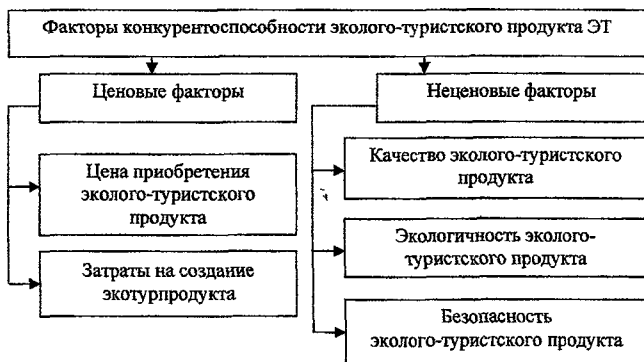 Факторы конкурентоспособности эколого-туристского продукта ЭТ
Ценовые факторы
Неценовые факторы
Цена приобретения
эколого-туристского
продукта
Затраты на создание
экотурпродукта
Качество эколого-туристского
продукта
Экологичность эколого-
туристского продукта
Безопасность
эколого-туристского продукта